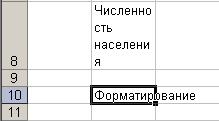 Численно
сть
населени
8 я
9
10 Форматирование
11